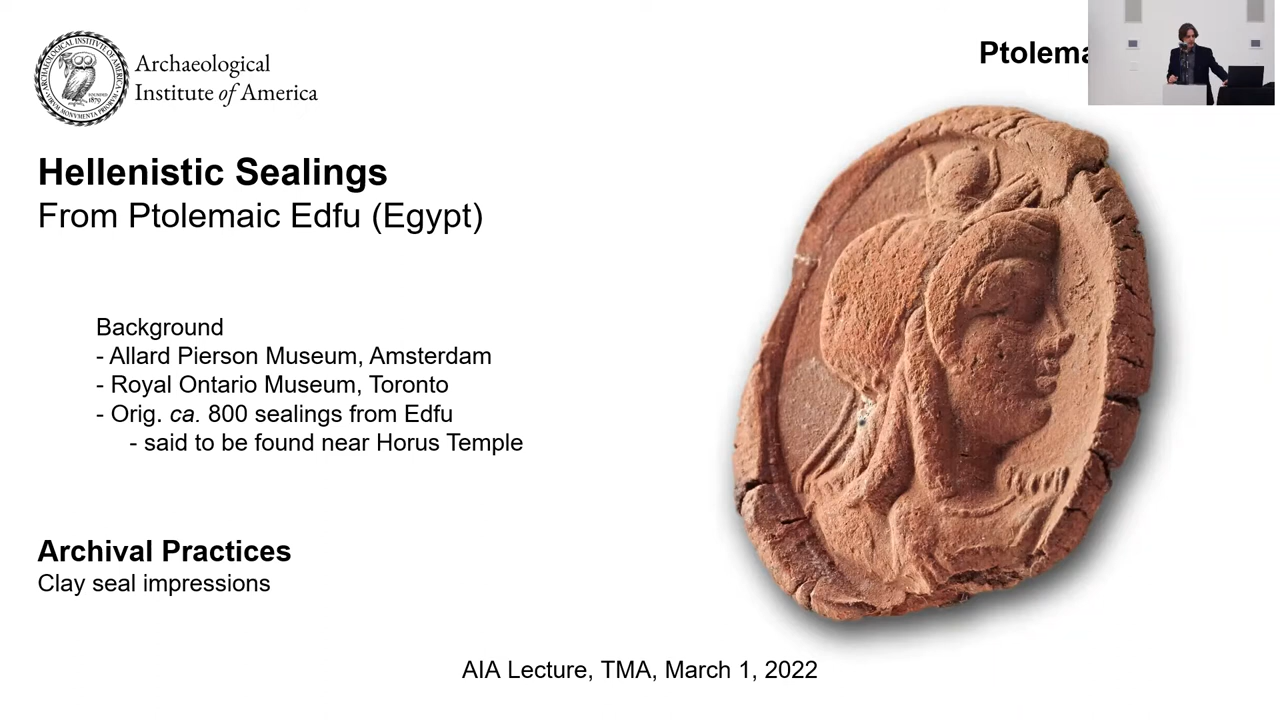 Archaeological
Institute of America
Hellenistic Sealings
From Ptolemaic Edfu (Egypt)
Background
- Allard Pierson Museum, Amsterdam
- Royal Ontario Museum, Toronto
- Orig. ca. 800 sealings from Edfu
- said to be found near Horus Temple
Archival Practices
Clay seal impressions
AIA Lecture, TMA, March 1, 2022